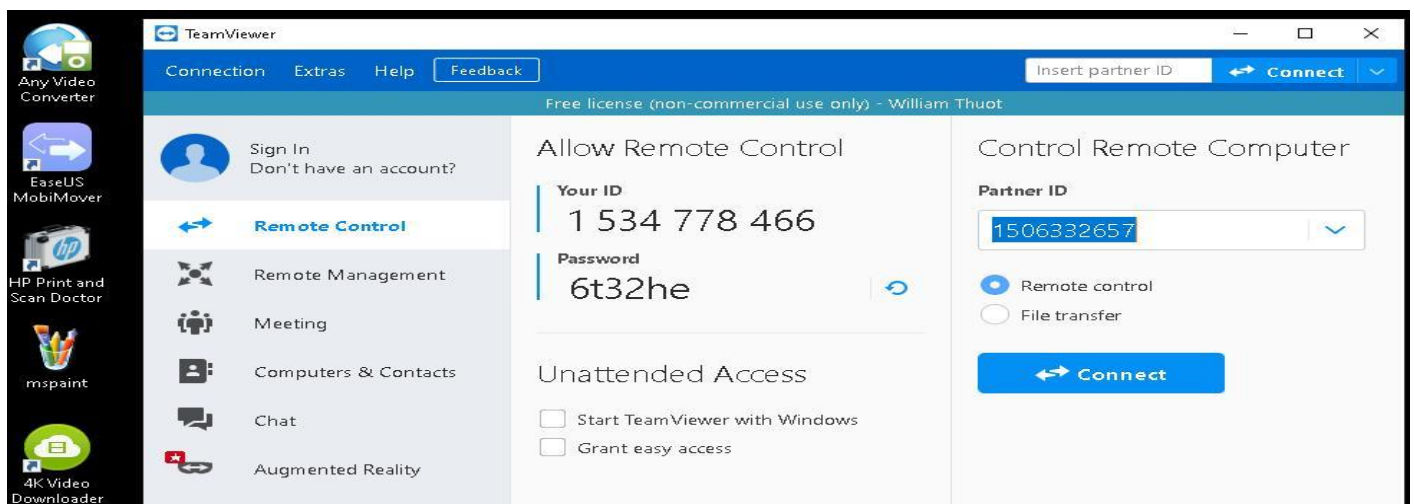 Any Video
Converter
EaseUS
MobiMover
HP Print and
Scan Doctor
mspaint
4K Video
Downloader
TeamViewer
Connection Extras Help Feedback
Insert partner ID Connect
Free license (non-commercial use only) - William Thuot
Sign In
Don't have an account?
Remote Control
Remote Management
Meeting
Computers & Contacts
Chat
Augmented Reality
Allow Remote Control
Your ID
1 534 778 466
Password
6t32he
Unattended Access
Start TeamViewer with Windows
Grant easy access
Control Remote Computer
Partner ID
1506332657
Remote control
File transfer
Connect